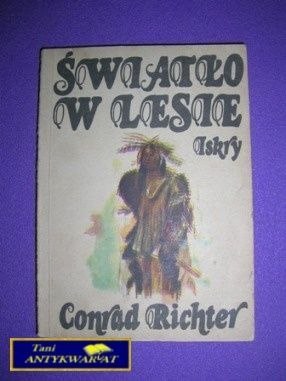 ŚWIATŁO
W LESIE
Iskry
Conrad Richter
Tani
ANTYKWARIAT